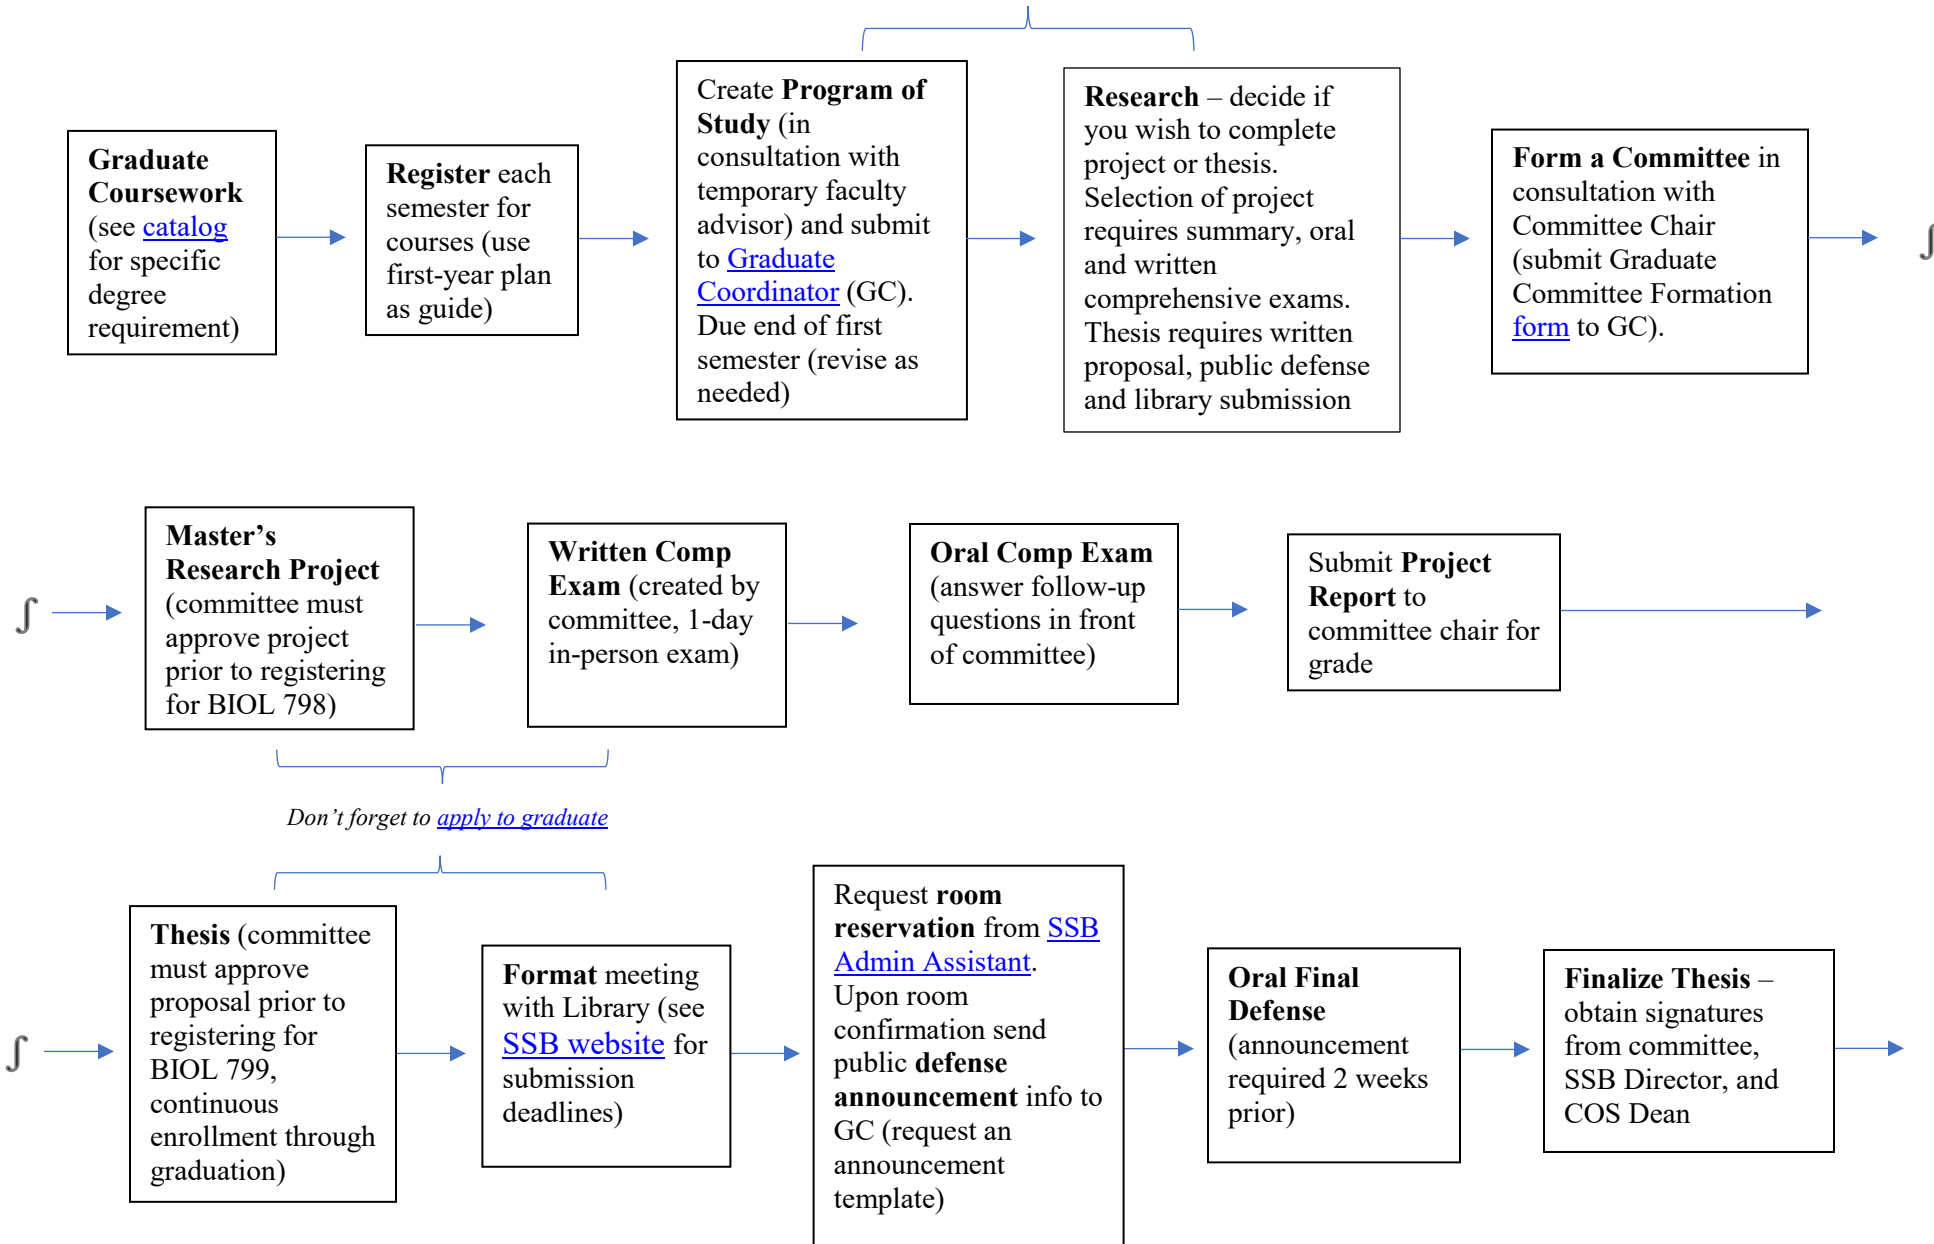 Graduate
Coursework
(see catalog
for specific
degree
requirement)
Register each
semester for
courses (use
first-year plan
as guide)
Create Program of
Study (in
consultation with
temporary faculty
advisor) and submit
to Graduate
Coordinator (GC).
Due end of first
semester (revise as
needed)
Research – decide if
you wish to complete
project or thesis.
Selection of project
requires summary, oral
and written
comprehensive exams.
Thesis requires written
proposal, public defense
and library submission
Form a Committee in
consultation with
Committee Chair
(submit Graduate
Committee Formation
form to GC).
∫
∫
Master’s
Research Project
(committee must
approve project
prior to registering
for BIOL 798)
Written Comp
Exam (created by
committee, 1-day
in-person exam)
Oral Comp Exam
(answer follow-up
questions in front
of committee)
Submit Project
Report to
committee chair for
grade
Don’t forget to apply to graduate
∫
Thesis (committee
must approve
proposal prior to
registering for
BIOL 799,
continuous
enrollment through
graduation)
Format meeting
with Library (see
SSB website for
submission
deadlines)
Request room
reservation from SSB
Admin Assistant.
Upon room
confirmation send
public defense
announcement info to
GC (request an
announcement
template)
Oral Final
Defense
(announcement
required 2 weeks
prior)
Finalize Thesis –
obtain signatures
from committee,
SSB Director, and
COS Dean